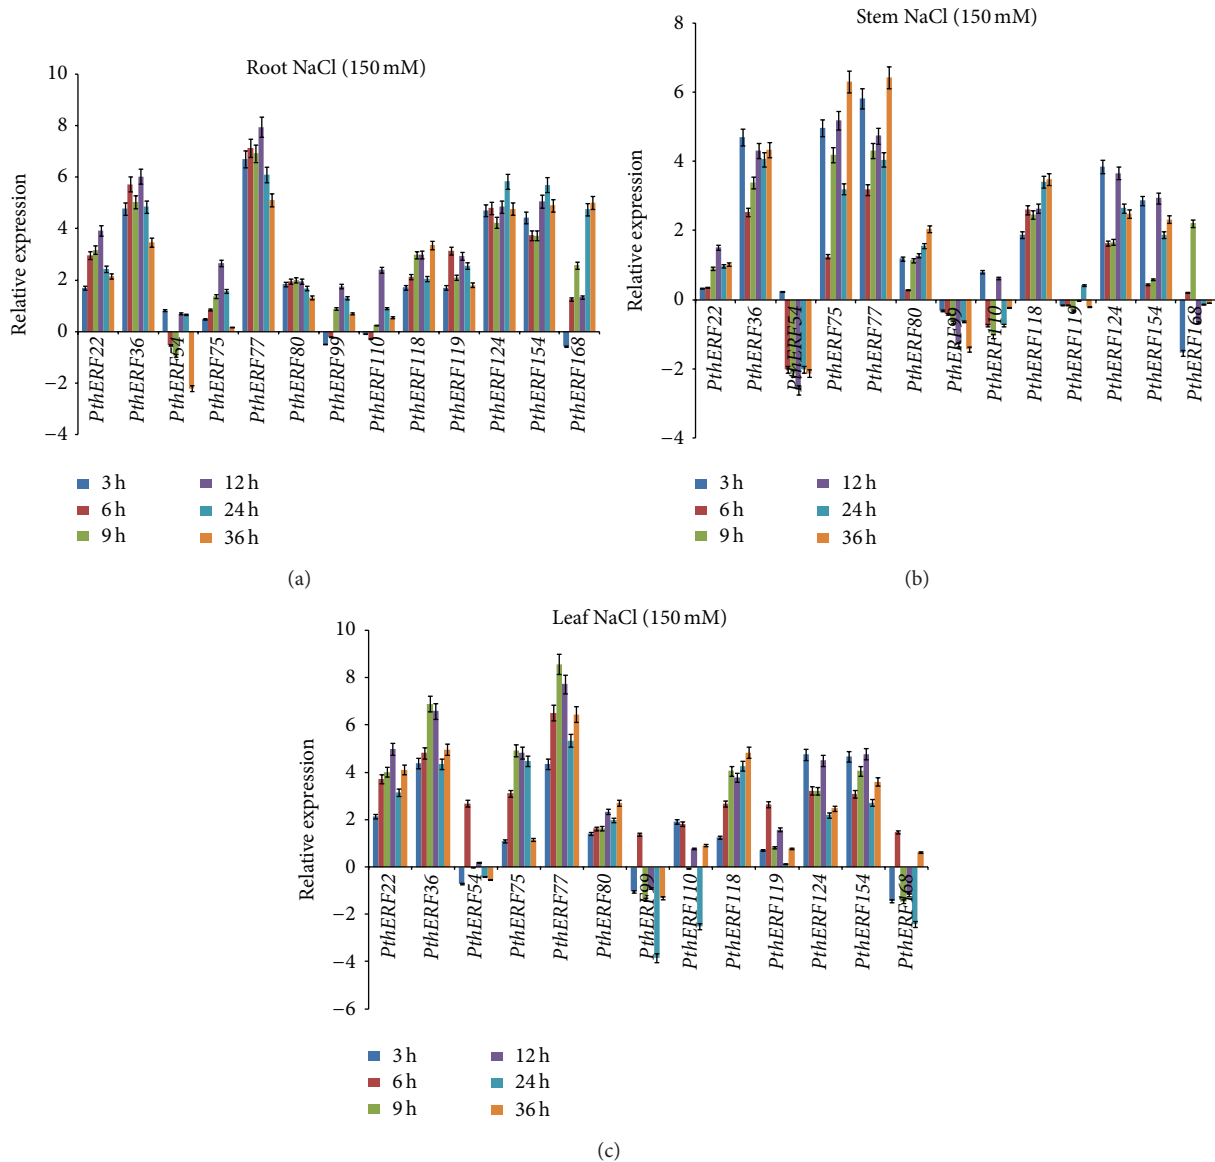 Root NaCl (150 mM)
Relative expression
10
8
6
4
2
0
−2
−4
PthERF22
PthERF36
PthERF54
PthERF75
PthERF77
PthERF80
PthERF99
PthERF110
PthERF118
PthERF119
PthERF124
PthERF154
PthERF168
3 h
6 h
9 h
12 h
24 h
36 h
(a)
Stem NaCl (150 mM)
Relative expression
8
6
4
2
0
−2
−4
PthERF22
PthERF36
PthERF54
PthERF75
PthERF77
PthERF80
PthERF99
PthERF110
PthERF118
PthERF119
PthERF124
PthERF154
PthERF168
3 h
6 h
9 h
12 h
24 h
36 h
(b)
Leaf NaCl (150 mM)
Relative expression
10
8
6
4
2
0
−2
−4
−6
PthERF22
PthERF36
PthERF54
PthERF75
PthERF77
PthERF80
PthERF99
PthERF110
PthERF118
PthERF119
PthERF124
PthERF154
PthERF168
3 h
6 h
9 h
12 h
24 h
36 h
(c)